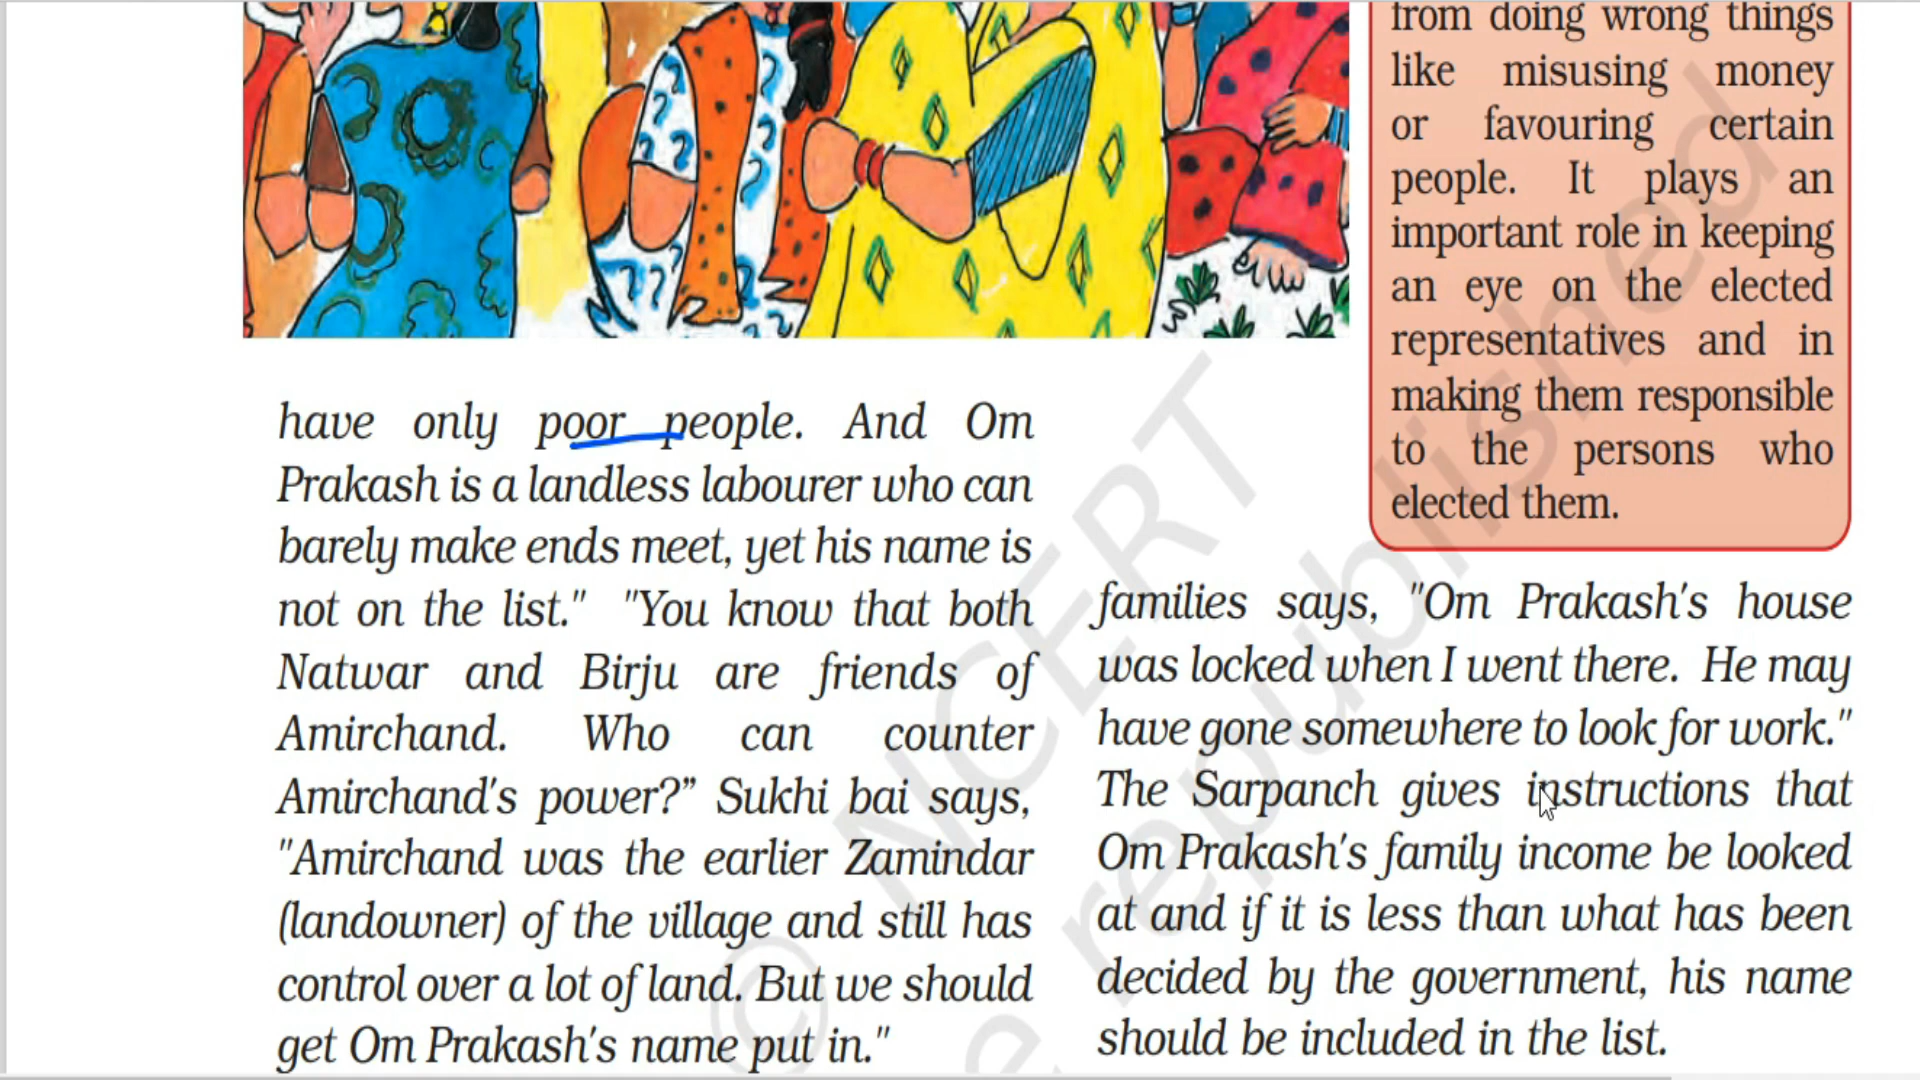 from doing wrong things
like misusing money
or favouring certain
people. It plays an
important role in keeping
an eye on the elected
representatives and in
making them responsible
to the persons who
elected them.
have only poor people. And Om
Prakash is a landless labourer who can
barely make ends meet, yet his name is
not on the list." "You know that both
Natwar and Birju are friends of
Amirchand. Who can counter
Amirchand's power?” Sukhi bai says,
"Amirchand was the earlier Zamindar
(landowner) of the village and still has
control over a lot of land. But we should
get Om Prakash's name put in."
families says, "Om Prakash's house
was locked when I went there. He may
have gone somewhere to look for work."
The Sarpanch gives instructions that
Om Prakash's family income be looked
at and if it is less than what has been
decided by the government, his name
should be included in the list.
© NCERT
e republished